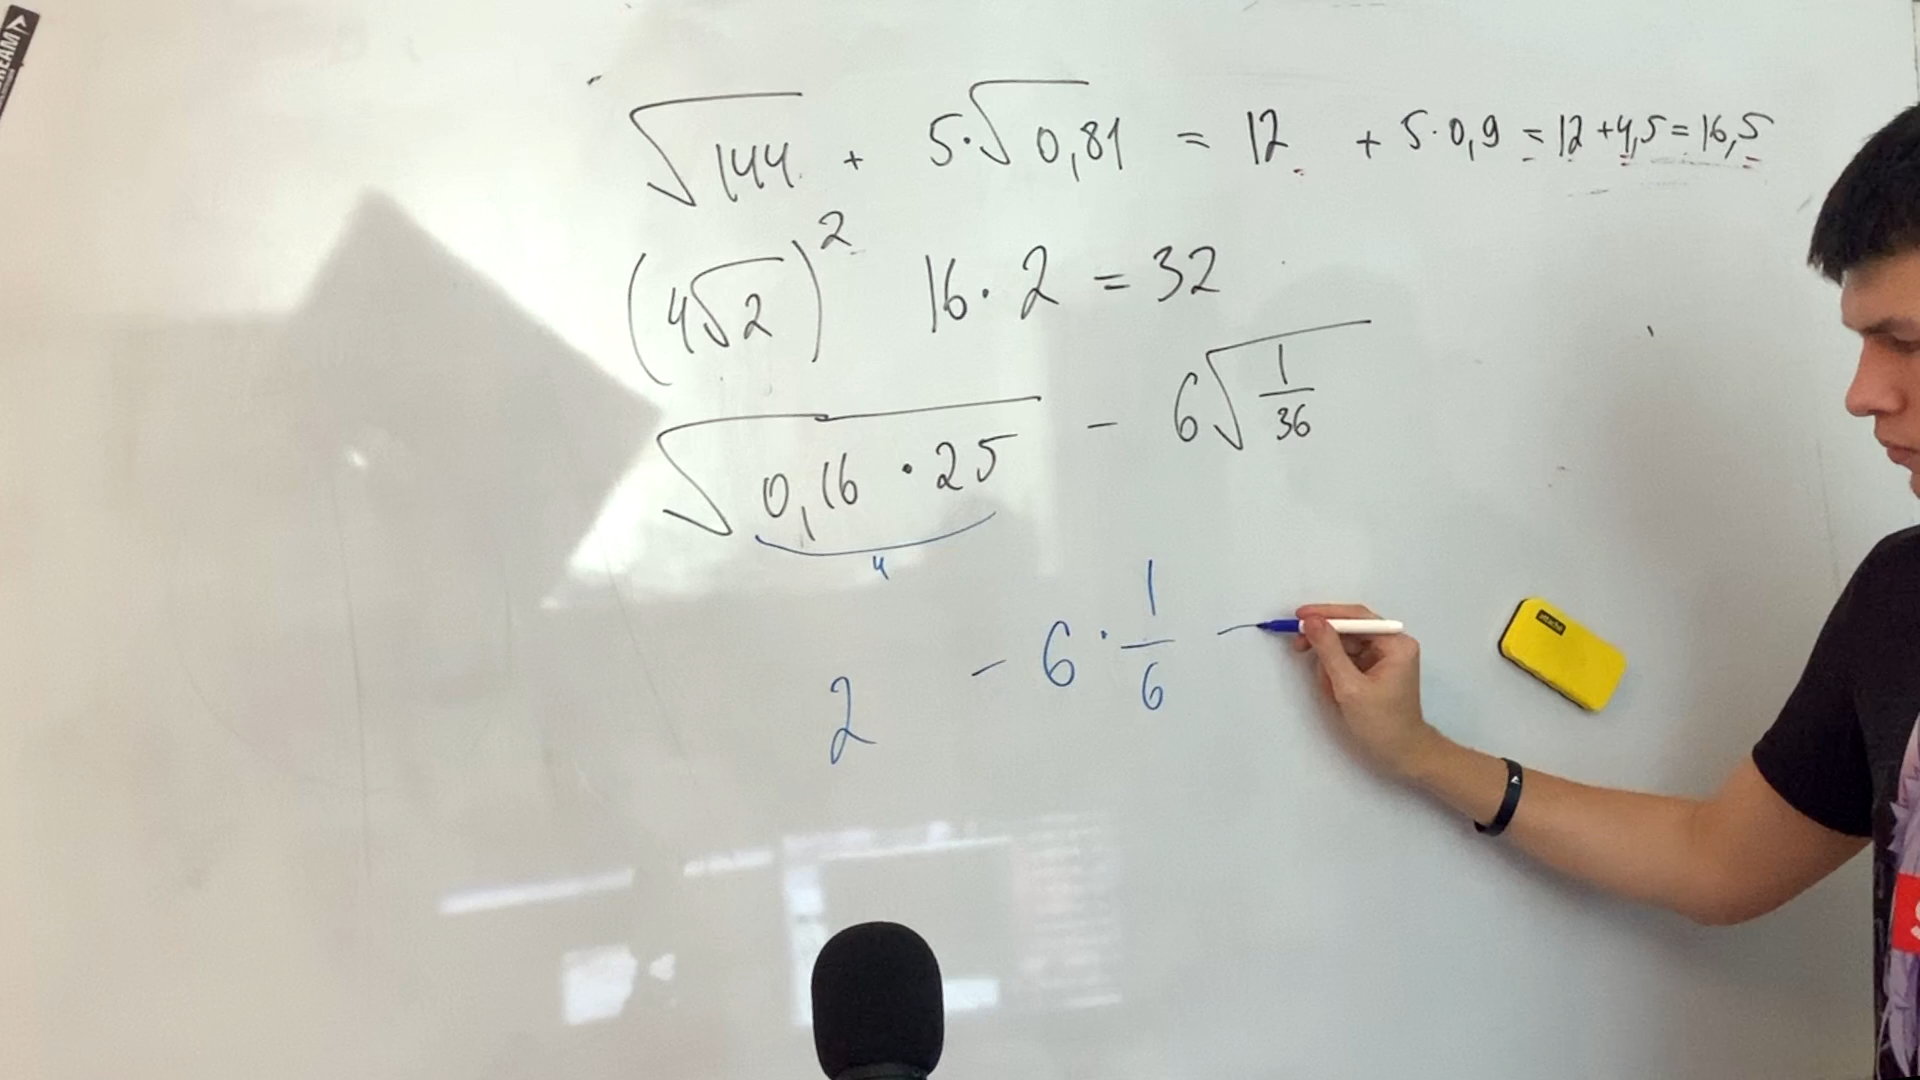 √144 + 5·√0,81 = 12 + 5·0,9 = 12 + 4,5 = 16,5
(4√2)² 16·2 = 32
√0,16·25 - 6√1/36
4
2 - 6·1/6 -
attache